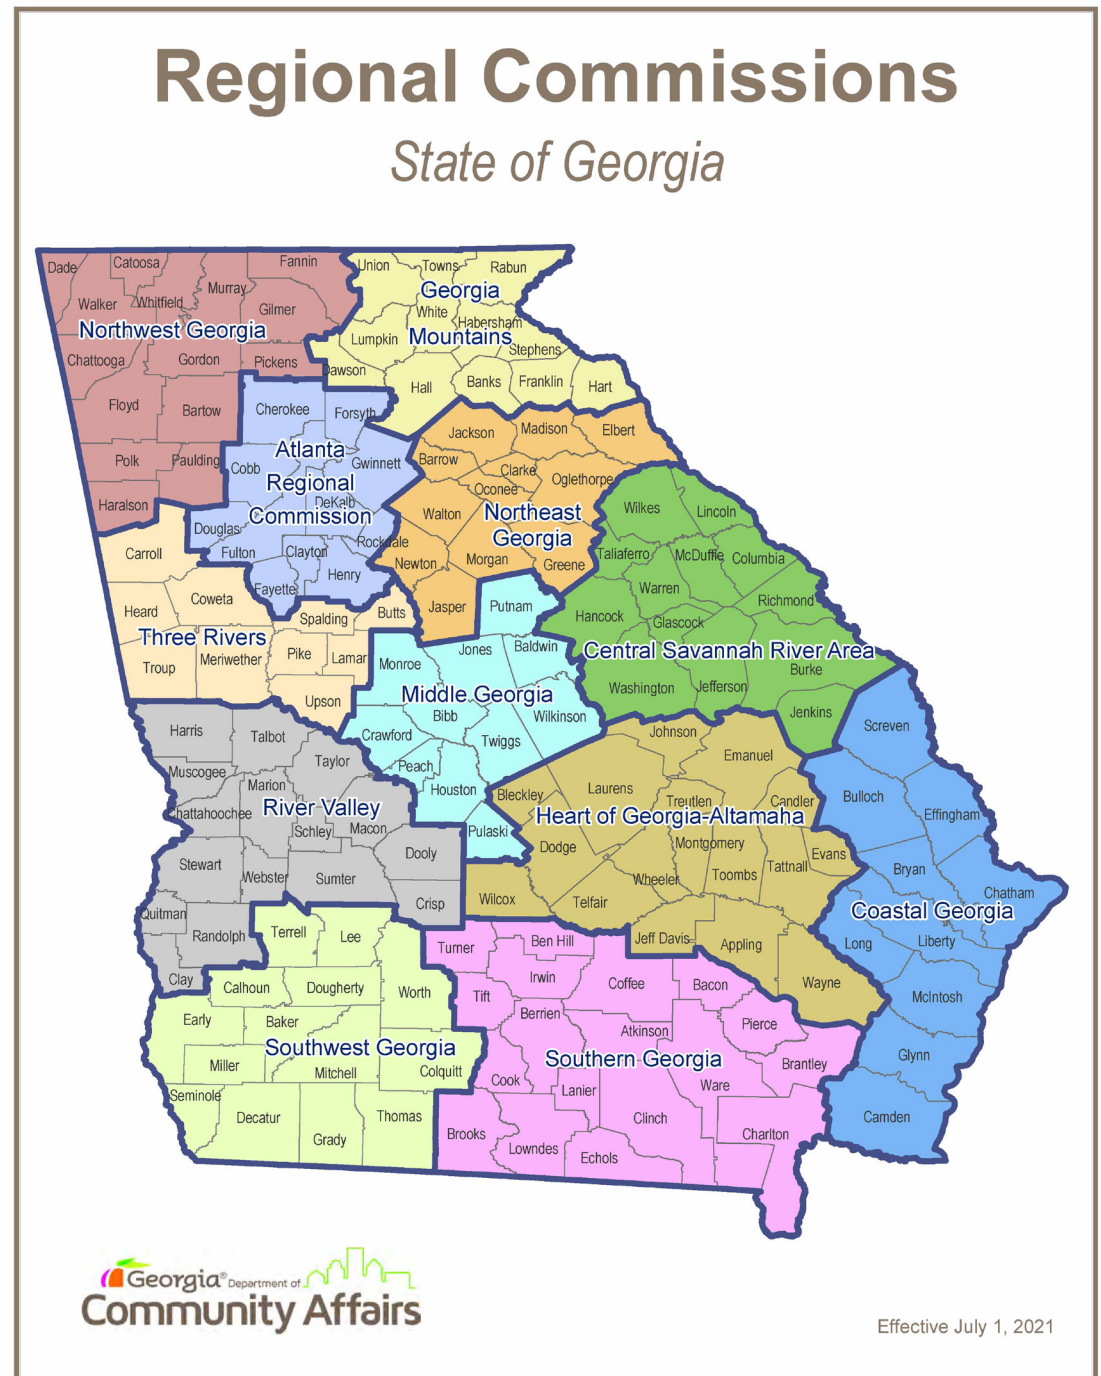 Regional Commissions
State of Georgia
Dade
Catoosa
Fannin
Walker
Whitfield
Murray
Gilmer
Northwest Georgia
Chattooga
Gordon
Pickens
Floyd
Bartow
Polk
Paulding
Haralson
Union
Towns
Rabun
Georgia
White
Habersham
Lumpkin
Mountains
Stephens
Dawson
Hall
Banks
Franklin
Hart
Cherokee
Forsyth
Atlanta
Cobb
Gwinnett
Regional
DeKalb
Commission
Douglas
Fulton
Clayton
Rockdale
Fayette
Henry
Jackson
Madison
Elbert
Barrow
Clarke
Oglethorpe
Oconee
Walton
Northeast
Georgia
Newton
Morgan
Greene
Jasper
Wilkes
Lincoln
Taliaferro
McDuffie
Columbia
Warren
Richmond
Hancock
Glascock
Central Savannah River Area
Burke
Washington
Jefferson
Jenkins
Carroll
Coweta
Heard
Spalding
Butts
Three Rivers
Troup
Meriwether
Pike
Lamar
Upson
Putnam
Jones
Baldwin
Monroe
Middle Georgia
Bibb
Wilkinson
Crawford
Twiggs
Peach
Houston
Pulaski
Harris
Talbot
Taylor
Muscogee
Marion
Chattahoochee
River Valley
Schley
Macon
Dooly
Stewart
Webster
Sumter
Crisp
Quitman
Randolph
Clay
Johnson
Emanuel
Bleckley
Laurens
Treutlen
Candler
Heart of Georgia-Altamaha
Dodge
Montgomery
Evans
Wheeler
Toombs
Tattnall
Wilcox
Telfair
Jeff Davis
Appling
Wayne
Screven
Bulloch
Effingham
Bryan
Chatham
Coastal Georgia
Long
Liberty
McIntosh
Glynn
Camden
Terrell
Lee
Calhoun
Dougherty
Worth
Early
Baker
Southwest Georgia
Miller
Mitchell
Colquitt
Seminole
Decatur
Grady
Thomas
Turner
Ben Hill
Irwin
Coffee
Bacon
Tift
Berrien
Atkinson
Pierce
Southern Georgia
Brantley
Cook
Lanier
Ware
Clinch
Brooks
Charlton
Lowndes
Echols
Georgia® Department of
Community Affairs
Effective July 1, 2021